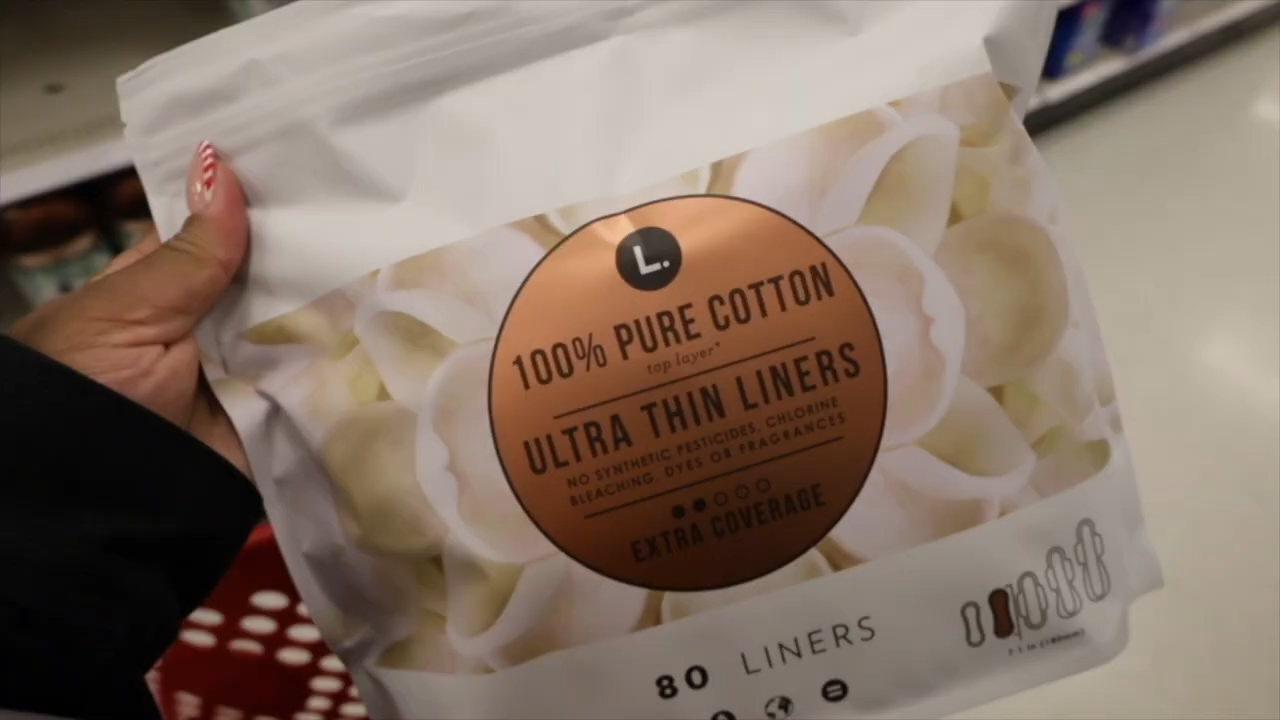 L.
100% PURE COTTON
top layer*
ULTRA THIN LINERS
NO SYNTHETIC PESTICIDES, CHLORINE
BLEACHING, DYES OR FRAGRANCES
EXTRA COVERAGE
80 LINERS